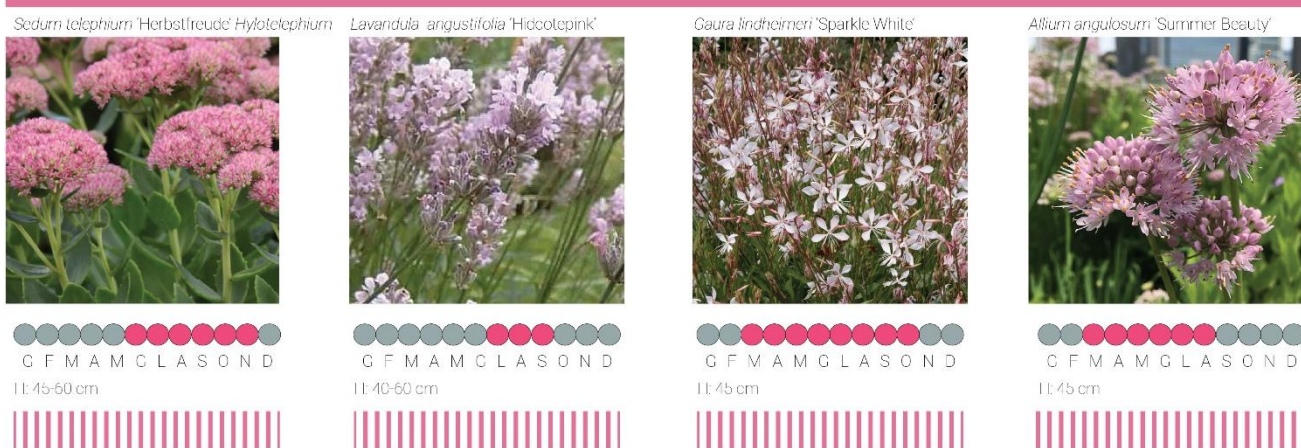 Sedum telephium 'Herbstfreude' Hylotelephium
Lavandula angustifolia 'Hidcotepink'
Gaura lindheimeri 'Sparkle White'
Allium angulosum 'Summer Beauty'
G F M A M G L A S O N D
G F M A M G L A S O N D
G F M A M G L A S O N D
G F M A M G L A S O N D
H: 45-60 cm
H: 40-60 cm
H: 45 cm
H: 45 cm